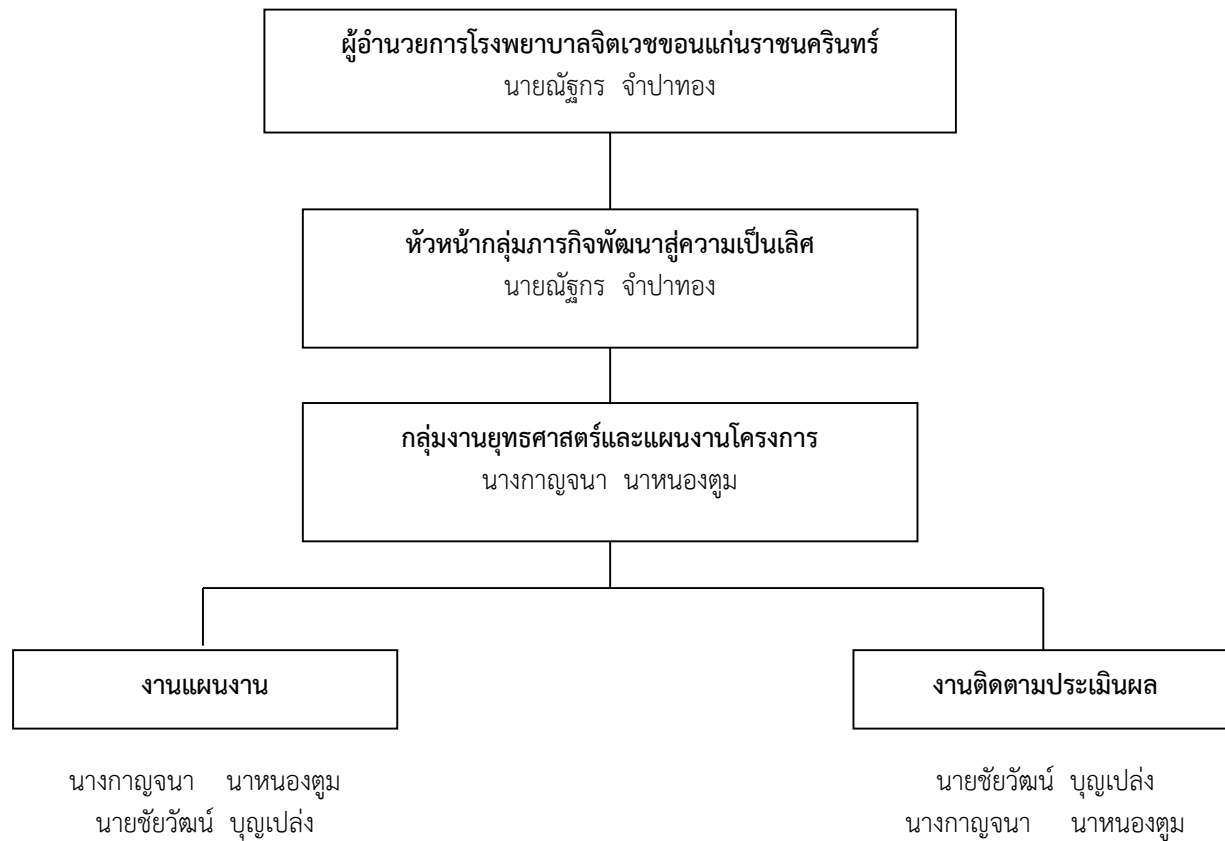 ผู้อำนวยการโรงพยาบาลจิตเวชขอนแก่นราชนครินทร์
นายณัฐกร จำปาทอง
หัวหน้ากลุ่มภารกิจพัฒนาสู่ความเป็นเลิศ
นายณัฐกร จำปาทอง
กลุ่มงานยุทธศาสตร์และแผนงานโครงการ
นางกาญจนา นาหนองตูม
งานแผนงาน
นางกาญจนา นาหนองตูม
นายชัยวัฒน์ บุญเปล่ง
งานติดตามประเมินผล
นายชัยวัฒน์ บุญเปล่ง
นางกาญจนา นาหนองตูม